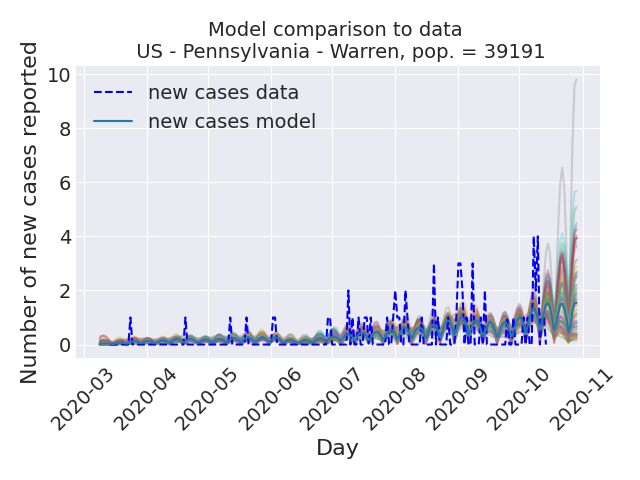 Model comparison to data
US - Pennsylvania - Warren, pop. = 39191
Number of new cases reported
10
8
6
4
2
0
new cases data
new cases model
2020-03
2020-04
2020-05
2020-06
2020-07
2020-08
2020-09
2020-10
2020-11
Day